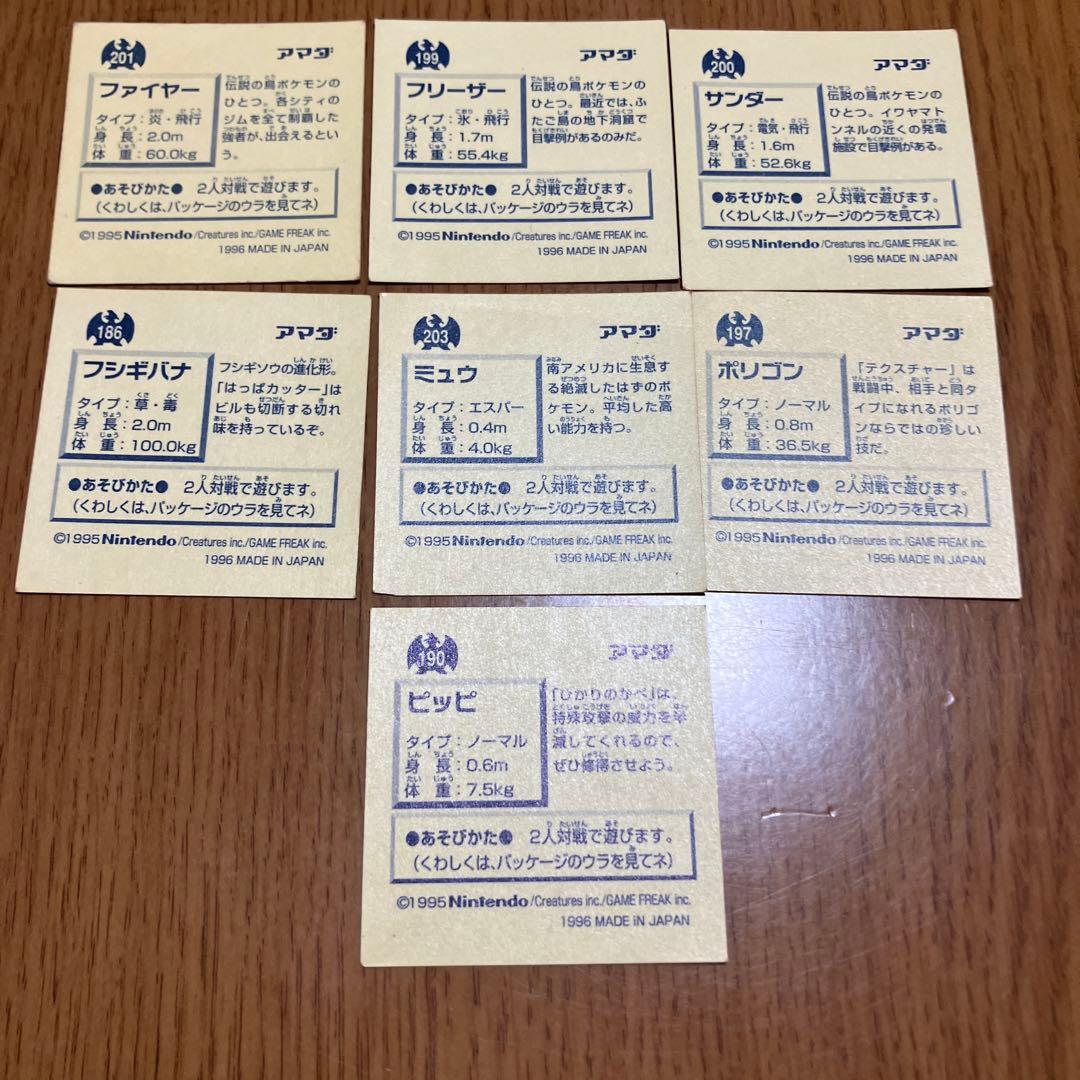 201
アマダ
ファイヤー
タイプ：炎・飛行
身長：2.0m
体重：60.0kg
伝説の鳥ポケモンの
ひとつ。各シティの
ジムを全て制覇した
強者が、出会えるとい
う。
●あそびかた● 2人対戦で遊びます。
（くわしくは、パッケージのウラを見てネ）
©1995 Nintendo/Creatures inc./GAME FREAK inc.
1996 MADE IN JAPAN
199
アマダ
フリーザー
タイプ：氷・飛行
身長：1.7m
体重：55.4kg
伝説の鳥ポケモンの
ひとつ。最近では、ふ
たご島の地下洞窟で
目撃例があるのみだ。
●あそびかた● 2人対戦で遊びます。
（くわしくは、パッケージのウラを見てネ）
©1995 Nintendo/Creatures inc./GAME FREAK inc.
1996 MADE IN JAPAN
200
アマダ
サンダー
タイプ：電気・飛行
身長：1.6m
体重：52.6kg
伝説の鳥ポケモンの
ひとつ。イワヤマト
ンネルの近くの発電
施設で目撃例がある。
●あそびかた● 2人対戦で遊びます。
（くわしくは、パッケージのウラを見てネ）
©1995 Nintendo/Creatures inc./GAME FREAK inc.
1996 MADE IN JAPAN
186
アマダ
フシギバナ
タイプ：草・毒
身長：2.0m
体重：100.0kg
フシギソウの進化形。
「はっぱカッター」は
ビルも切断する切れ
味を持っているぞ。
●あそびかた● 2人対戦で遊びます。
（くわしくは、パッケージのウラを見てネ）
©1995 Nintendo/Creatures inc./GAME FREAK inc.
1996 MADE IN JAPAN
203
アマダ
ミュウ
タイプ：エスパー
身長：0.4m
体重：4.0kg
南アメリカに生息す
る絶滅したはずのポ
ケモン。平均した高
い能力を持つ。
●あそびかた● 2人対戦で遊びます。
（くわしくは、パッケージのウラを見てネ）
©1995 Nintendo/Creatures inc./GAME FREAK inc.
1996 MADE IN JAPAN
197
アマダ
ポリゴン
タイプ：ノーマル
身長：0.8m
体重：36.5kg
「テクスチャー」は
戦闘中、相手と同タ
イプになれるポリゴ
ンならではの珍しい
技だ。
●あそびかた● 2人対戦で遊びます。
（くわしくは、パッケージのウラを見てネ）
©1995 Nintendo/Creatures inc./GAME FREAK inc.
1996 MADE IN JAPAN
190
アマダ
ピッピ
タイプ：ノーマル
身長：0.6m
体重：7.5kg
「ひかりのかべ」は、
特殊攻撃の威力を半
減してくれるので、
ぜひ修得させよう。
●あそびかた● 2人対戦で遊びます。
（くわしくは、パッケージのウラを見てネ）
©1995 Nintendo/Creatures inc./GAME FREAK inc.
1996 MADE IN JAPAN